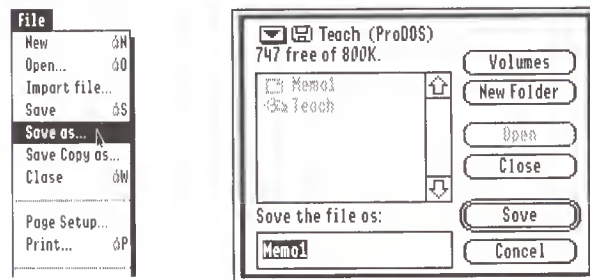 File
New N
Open... O
Import file...
Save S
Save as...
Save Copy as...
Close W
Page Setup...
Print... P
Teach (ProDOS)
747 free of 800K.
Memo1
Teach
Save the file as:
Memo1
Volumes
New Folder
Open
Close
Save
Cancel